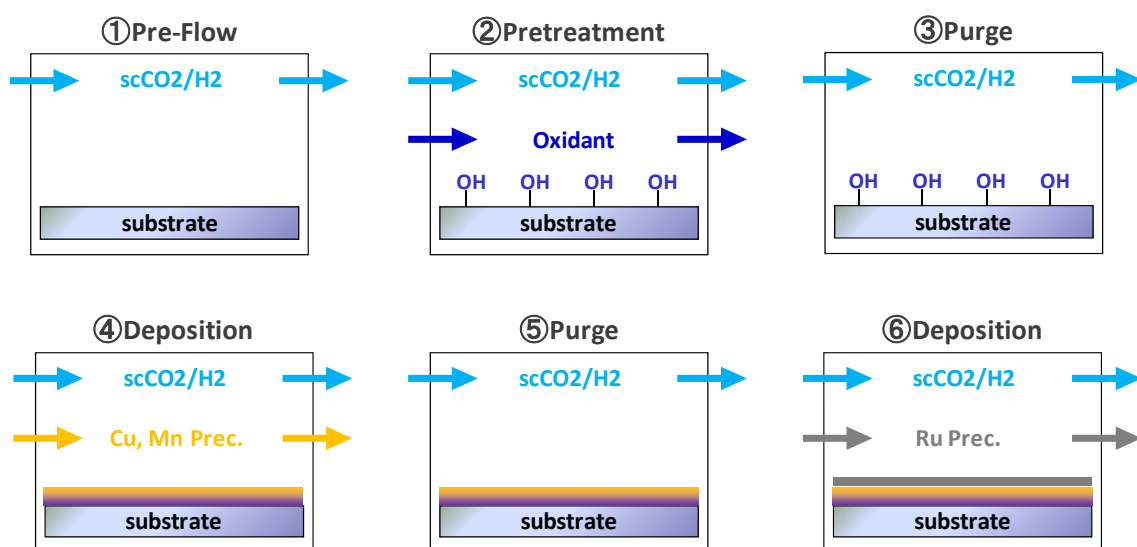 ①Pre-Flow
scCO2/H2
substrate
②Pretreatment
scCO2/H2
Oxidant
OH OH OH OH
substrate
③Purge
scCO2/H2
OH OH OH OH
substrate
④Deposition
scCO2/H2
Cu, Mn Prec.
substrate
⑤Purge
scCO2/H2
substrate
⑥Deposition
scCO2/H2
Ru Prec.
substrate